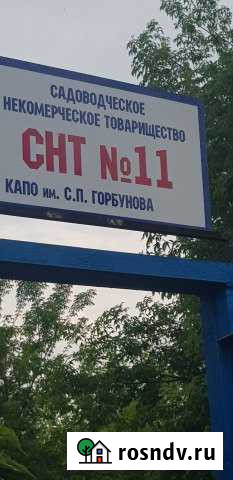 САДОВОДЧЕСКОЕ
НЕКОМЕРЧЕСКОЕ ТОВАРИЩЕСТВО
СНТ №11
КАПО им. С.П. ГОРБУНОВА
rosndv.ru